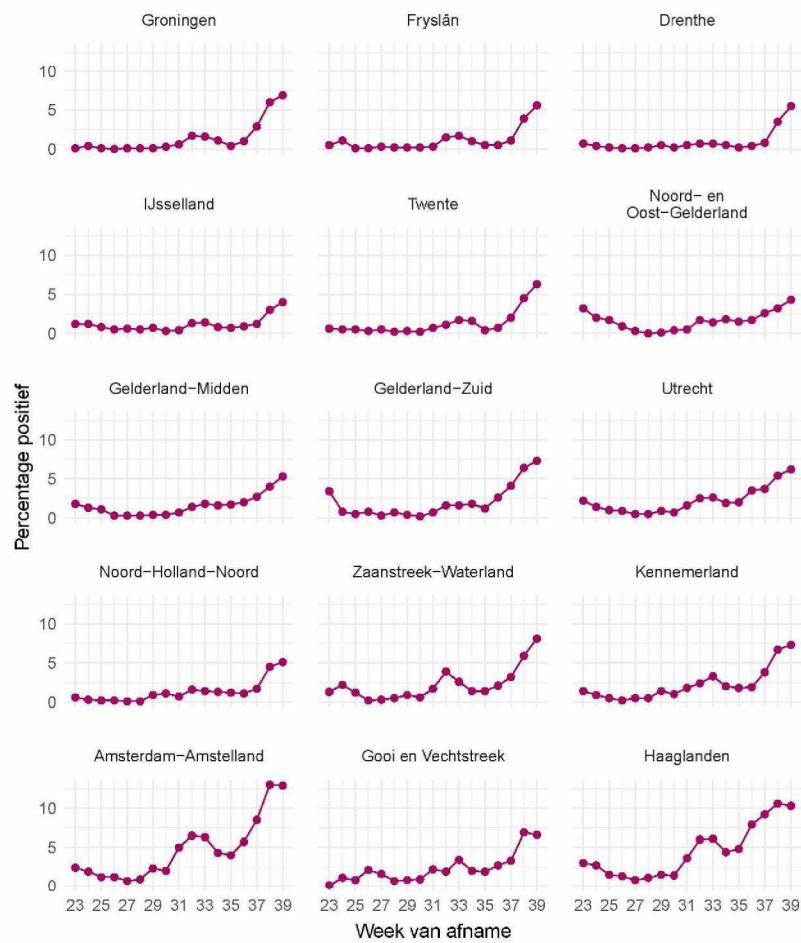 Groningen
Fryslân
Drenthe
10
5
0
IJsselland
Twente
Noord- en
Oost-Gelderland
10
5
0
Percentage positief
Gelderland-Midden
Gelderland-Zuid
Utrecht
10
5
0
Noord-Holland-Noord
Zaanstreek-Waterland
Kennemerland
10
5
0
Amsterdam-Amstelland
Gooi en Vechtstreek
Haaglanden
10
5
0
23 25 27 29 31 33 35 37 39
23 25 27 29 31 33 35 37 39
23 25 27 29 31 33 35 37 39
Week van afname